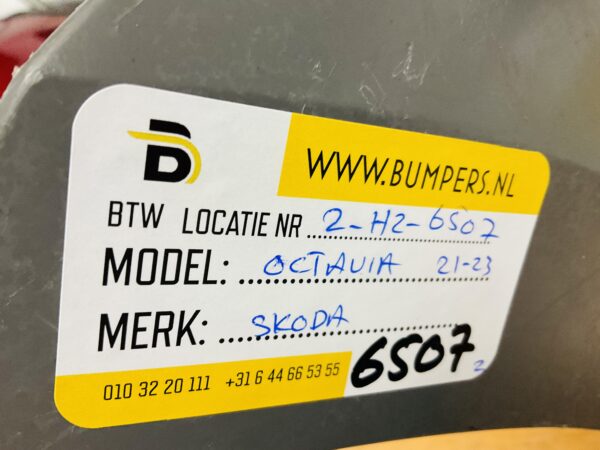 B
WWW.BUMPERS.NL
BTW LOCATIE NR 2-H2-6507
MODEL: OCTAVIA 21-23
MERK: SKODA
010 32 20 111 +31 6 44 66 53 55 6507 2